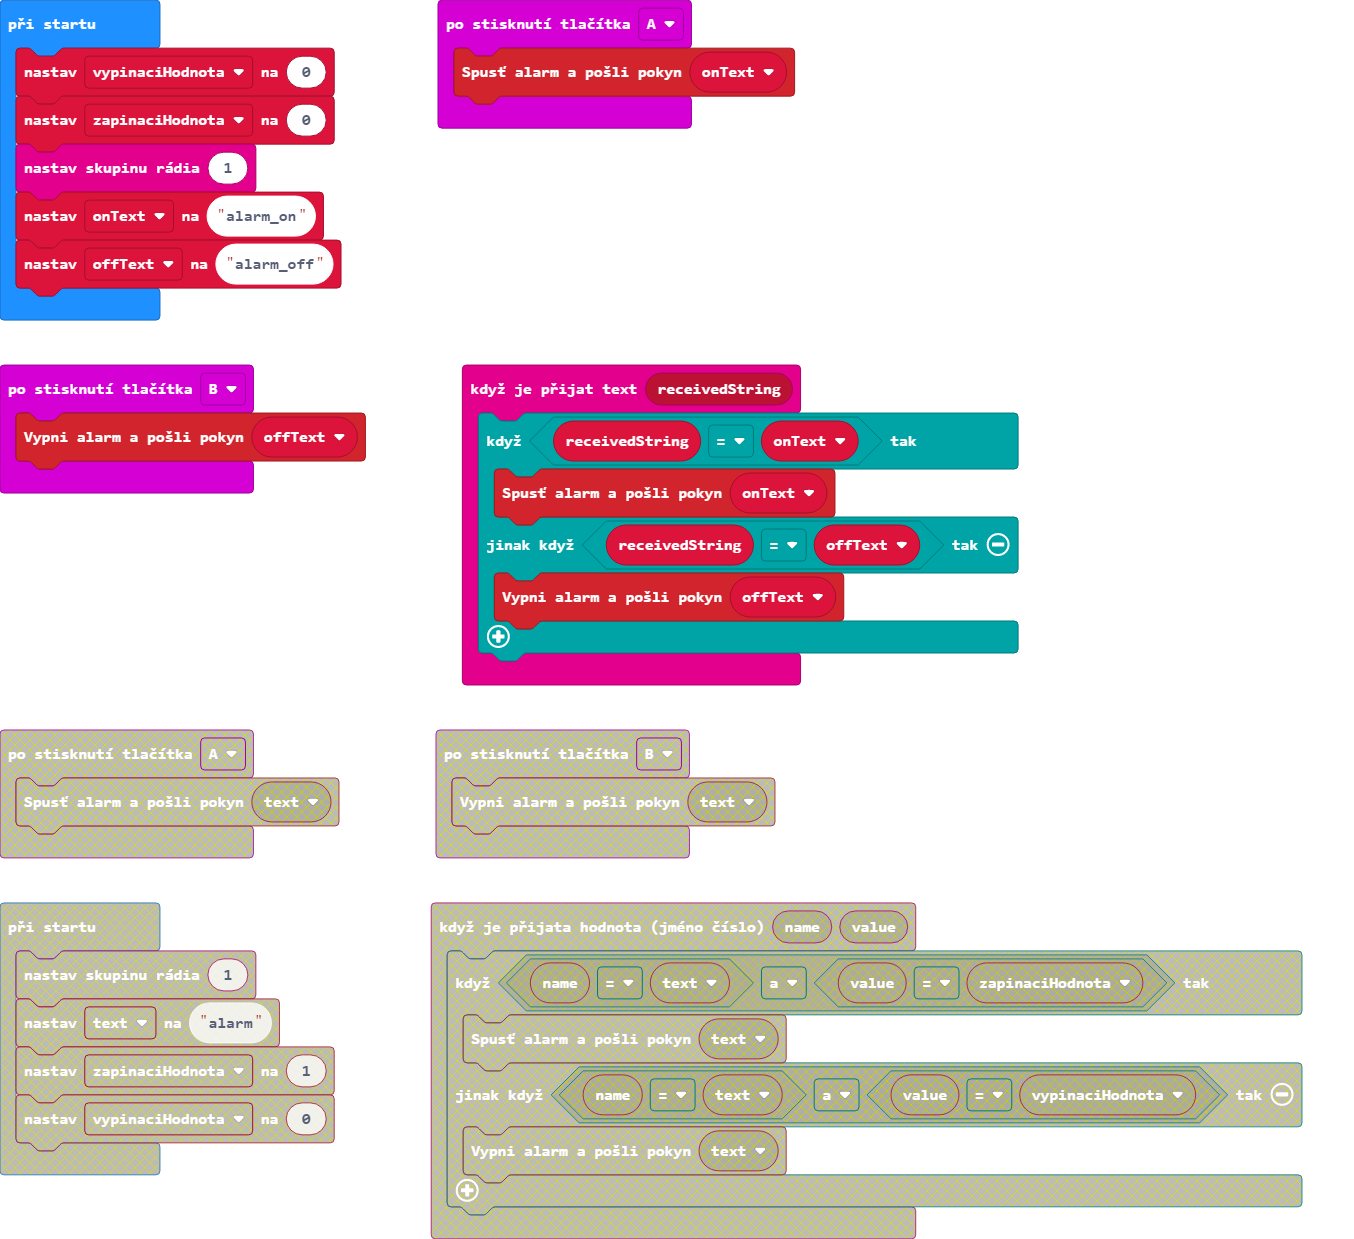 při startu
nastav vypinaciHodnota na 0
nastav zapinaciHodnota na 0
nastav skupinu rádia 1
nastav onText na "alarm_on"
nastav offText na "alarm_off"
po stisknutí tlačítka A
Spusť alarm a pošli pokyn onText
po stisknutí tlačítka B
Vypni alarm a pošli pokyn offText
když je přijat text receivedString
když receivedString = onText tak
Spusť alarm a pošli pokyn onText
jinak když receivedString = offText tak
Vypni alarm a pošli pokyn offText
po stisknutí tlačítka A
Spusť alarm a pošli pokyn text
po stisknutí tlačítka B
Vypni alarm a pošli pokyn text
při startu
nastav skupinu rádia 1
nastav text na "alarm"
nastav zapinaciHodnota na 1
nastav vypinaciHodnota na 0
když je přijata hodnota (jméno číslo) name value
když name = text a value = zapinaciHodnota tak
Spusť alarm a pošli pokyn text
jinak když name = text a value = vypinaciHodnota tak
Vypni alarm a pošli pokyn text